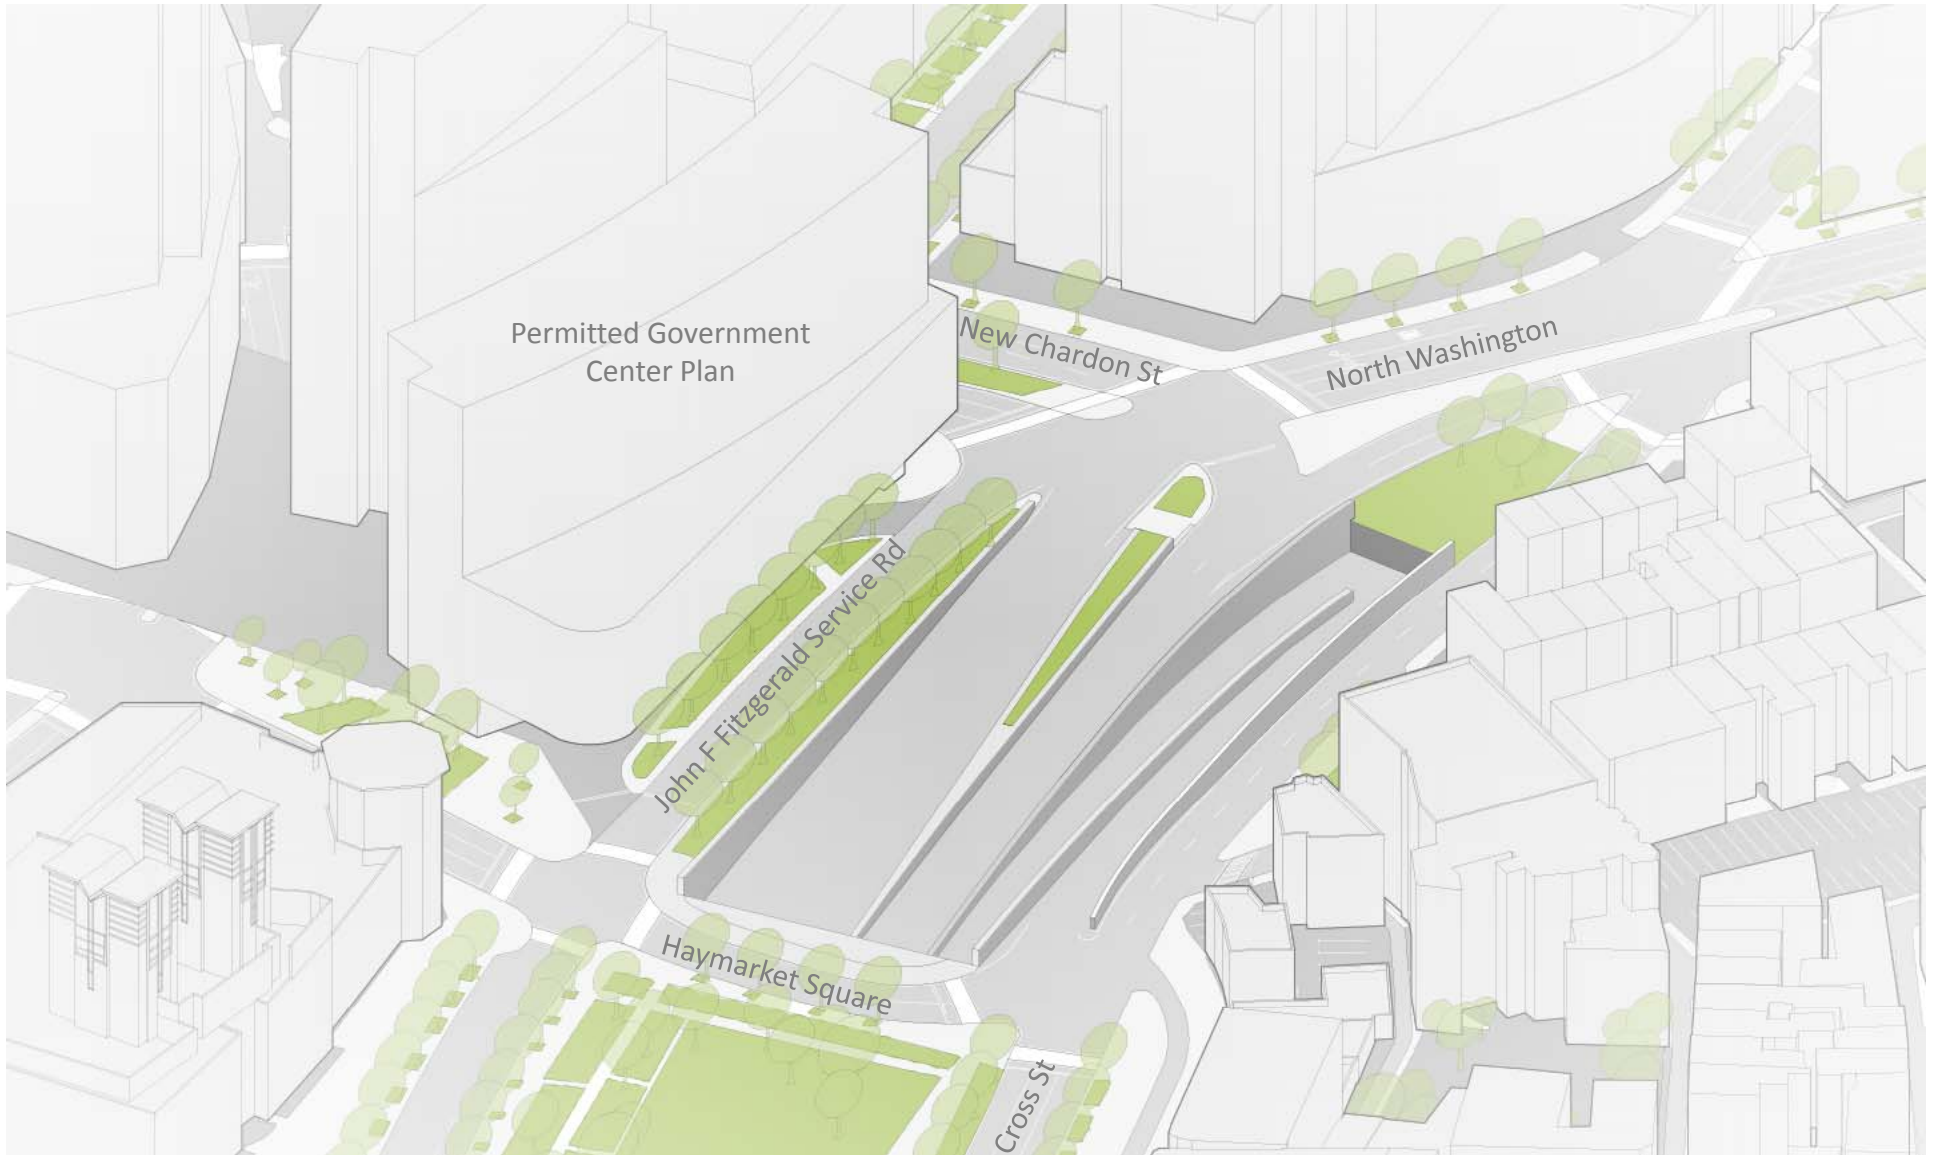 Permitted Government
Center Plan
New Chardon St
North Washington
John F Fitzgerald Service Rd
Haymarket Square
Cross St